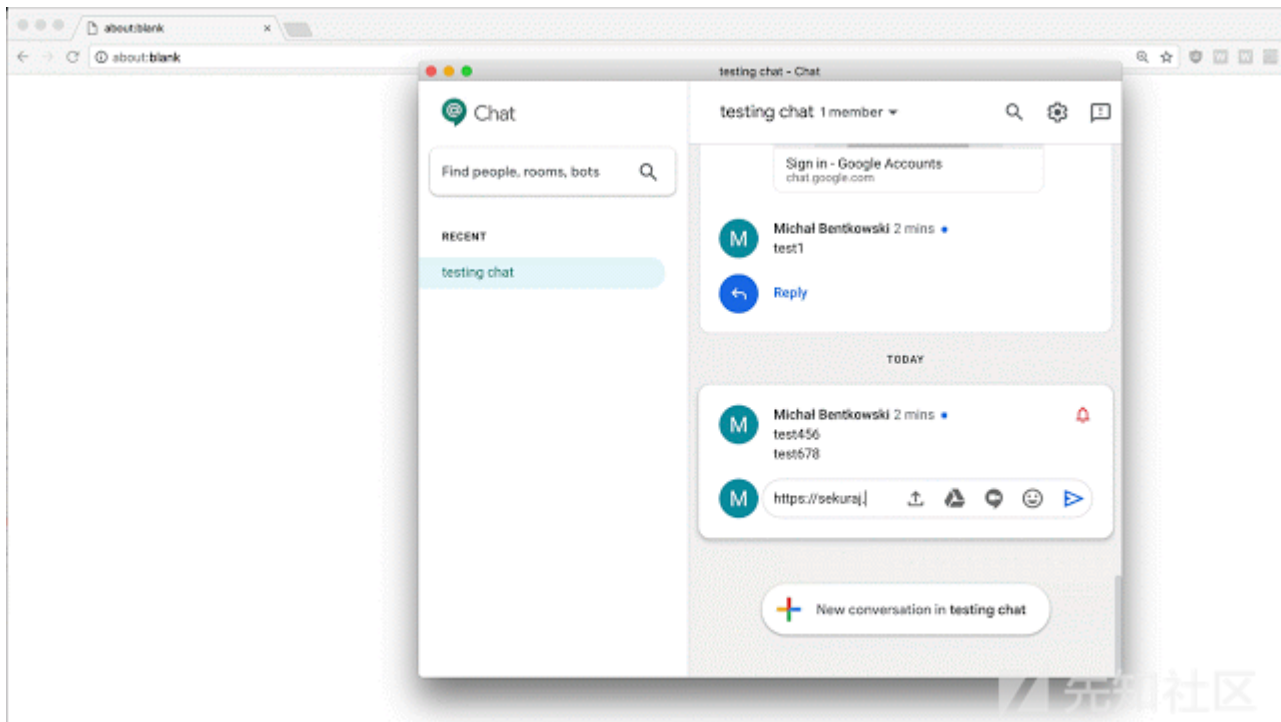 about:blank
about:blank
testing chat - Chat
Chat
testing chat 1 member
Find people, rooms, bots
Sign in - Google Accounts
chat.google.com
RECENT
testing chat
Michał Bentkowski 2 mins
M
test1
Reply
TODAY
Michał Bentkowski 2 mins
M
test456
test678
M
https://sekuraj.
New conversation in testing chat
先知社区